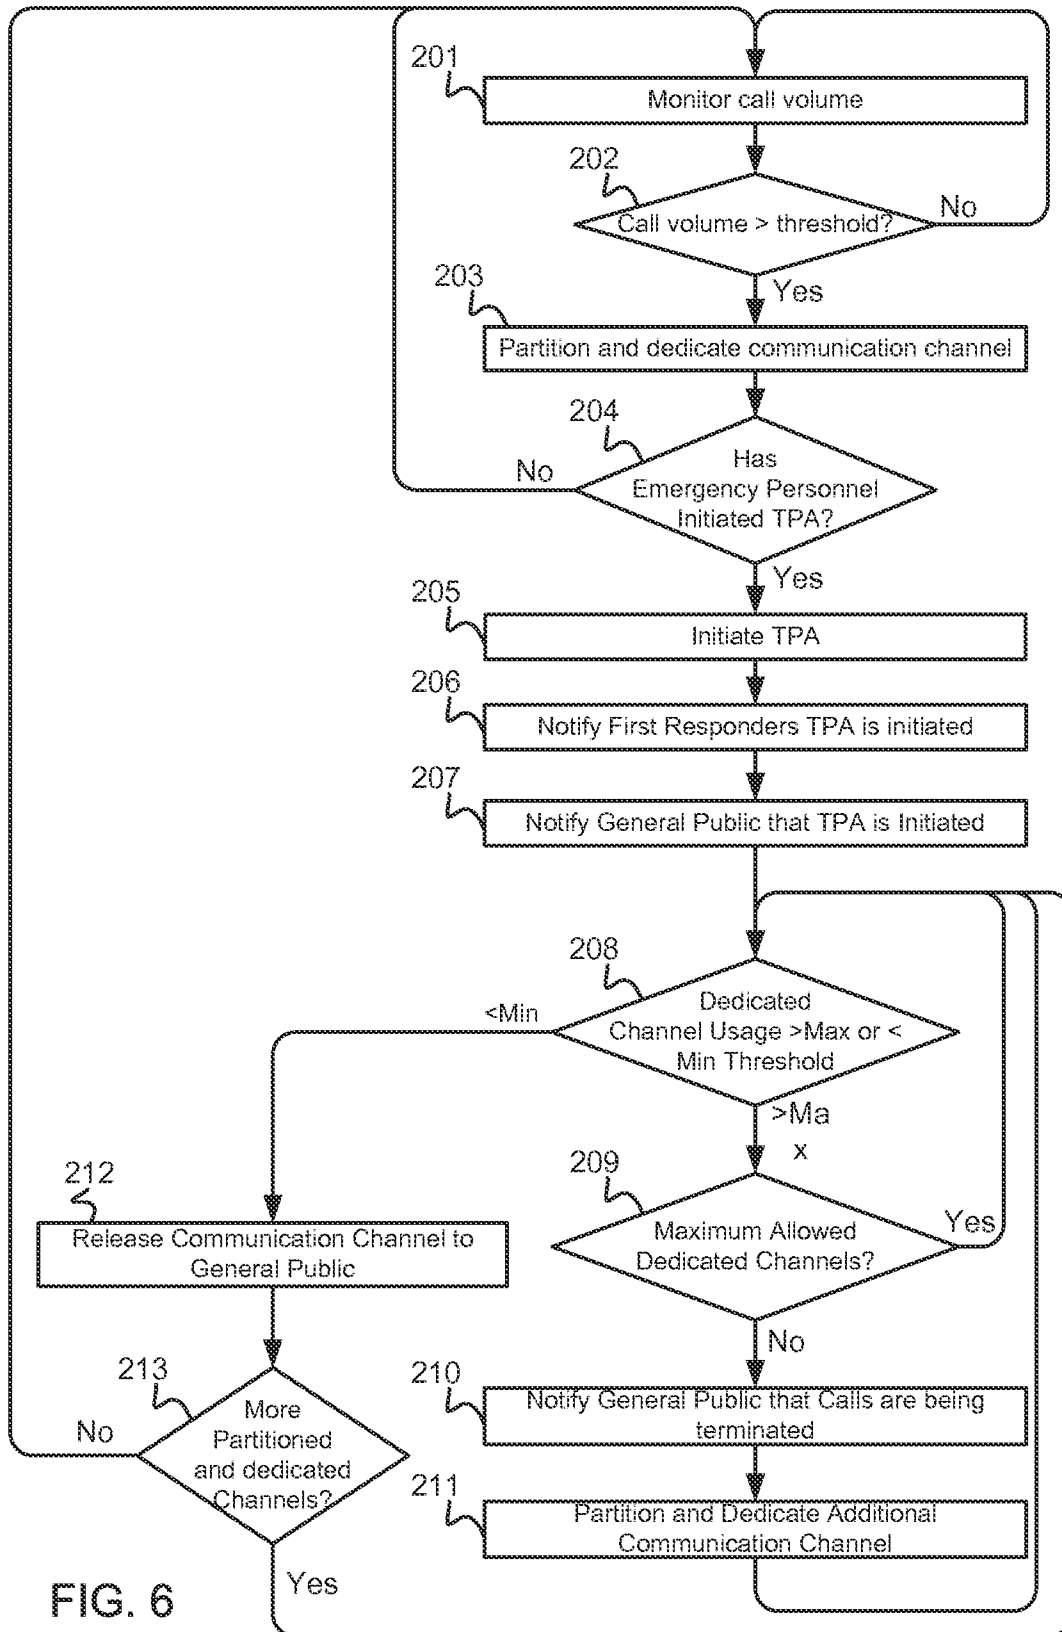 201
Monitor call volume
202
Call volume > threshold?
No
Yes
203
Partition and dedicate communication channel
204
Has
Emergency Personnel
Initiated TPA?
No
Yes
205
Initiate TPA
206
Notify First Responders TPA is initiated
207
Notify General Public that TPA is Initiated
208
Dedicated
Channel Usage >Max or <
Min Threshold
<Min
>Ma
x
209
Maximum Allowed
Dedicated Channels?
Yes
No
210
Notify General Public that Calls are being
terminated
211
Partition and Dedicate Additional
Communication Channel
212
Release Communication Channel to
General Public
213
More
Partitioned
and dedicated
Channels?
No
Yes
FIG. 6